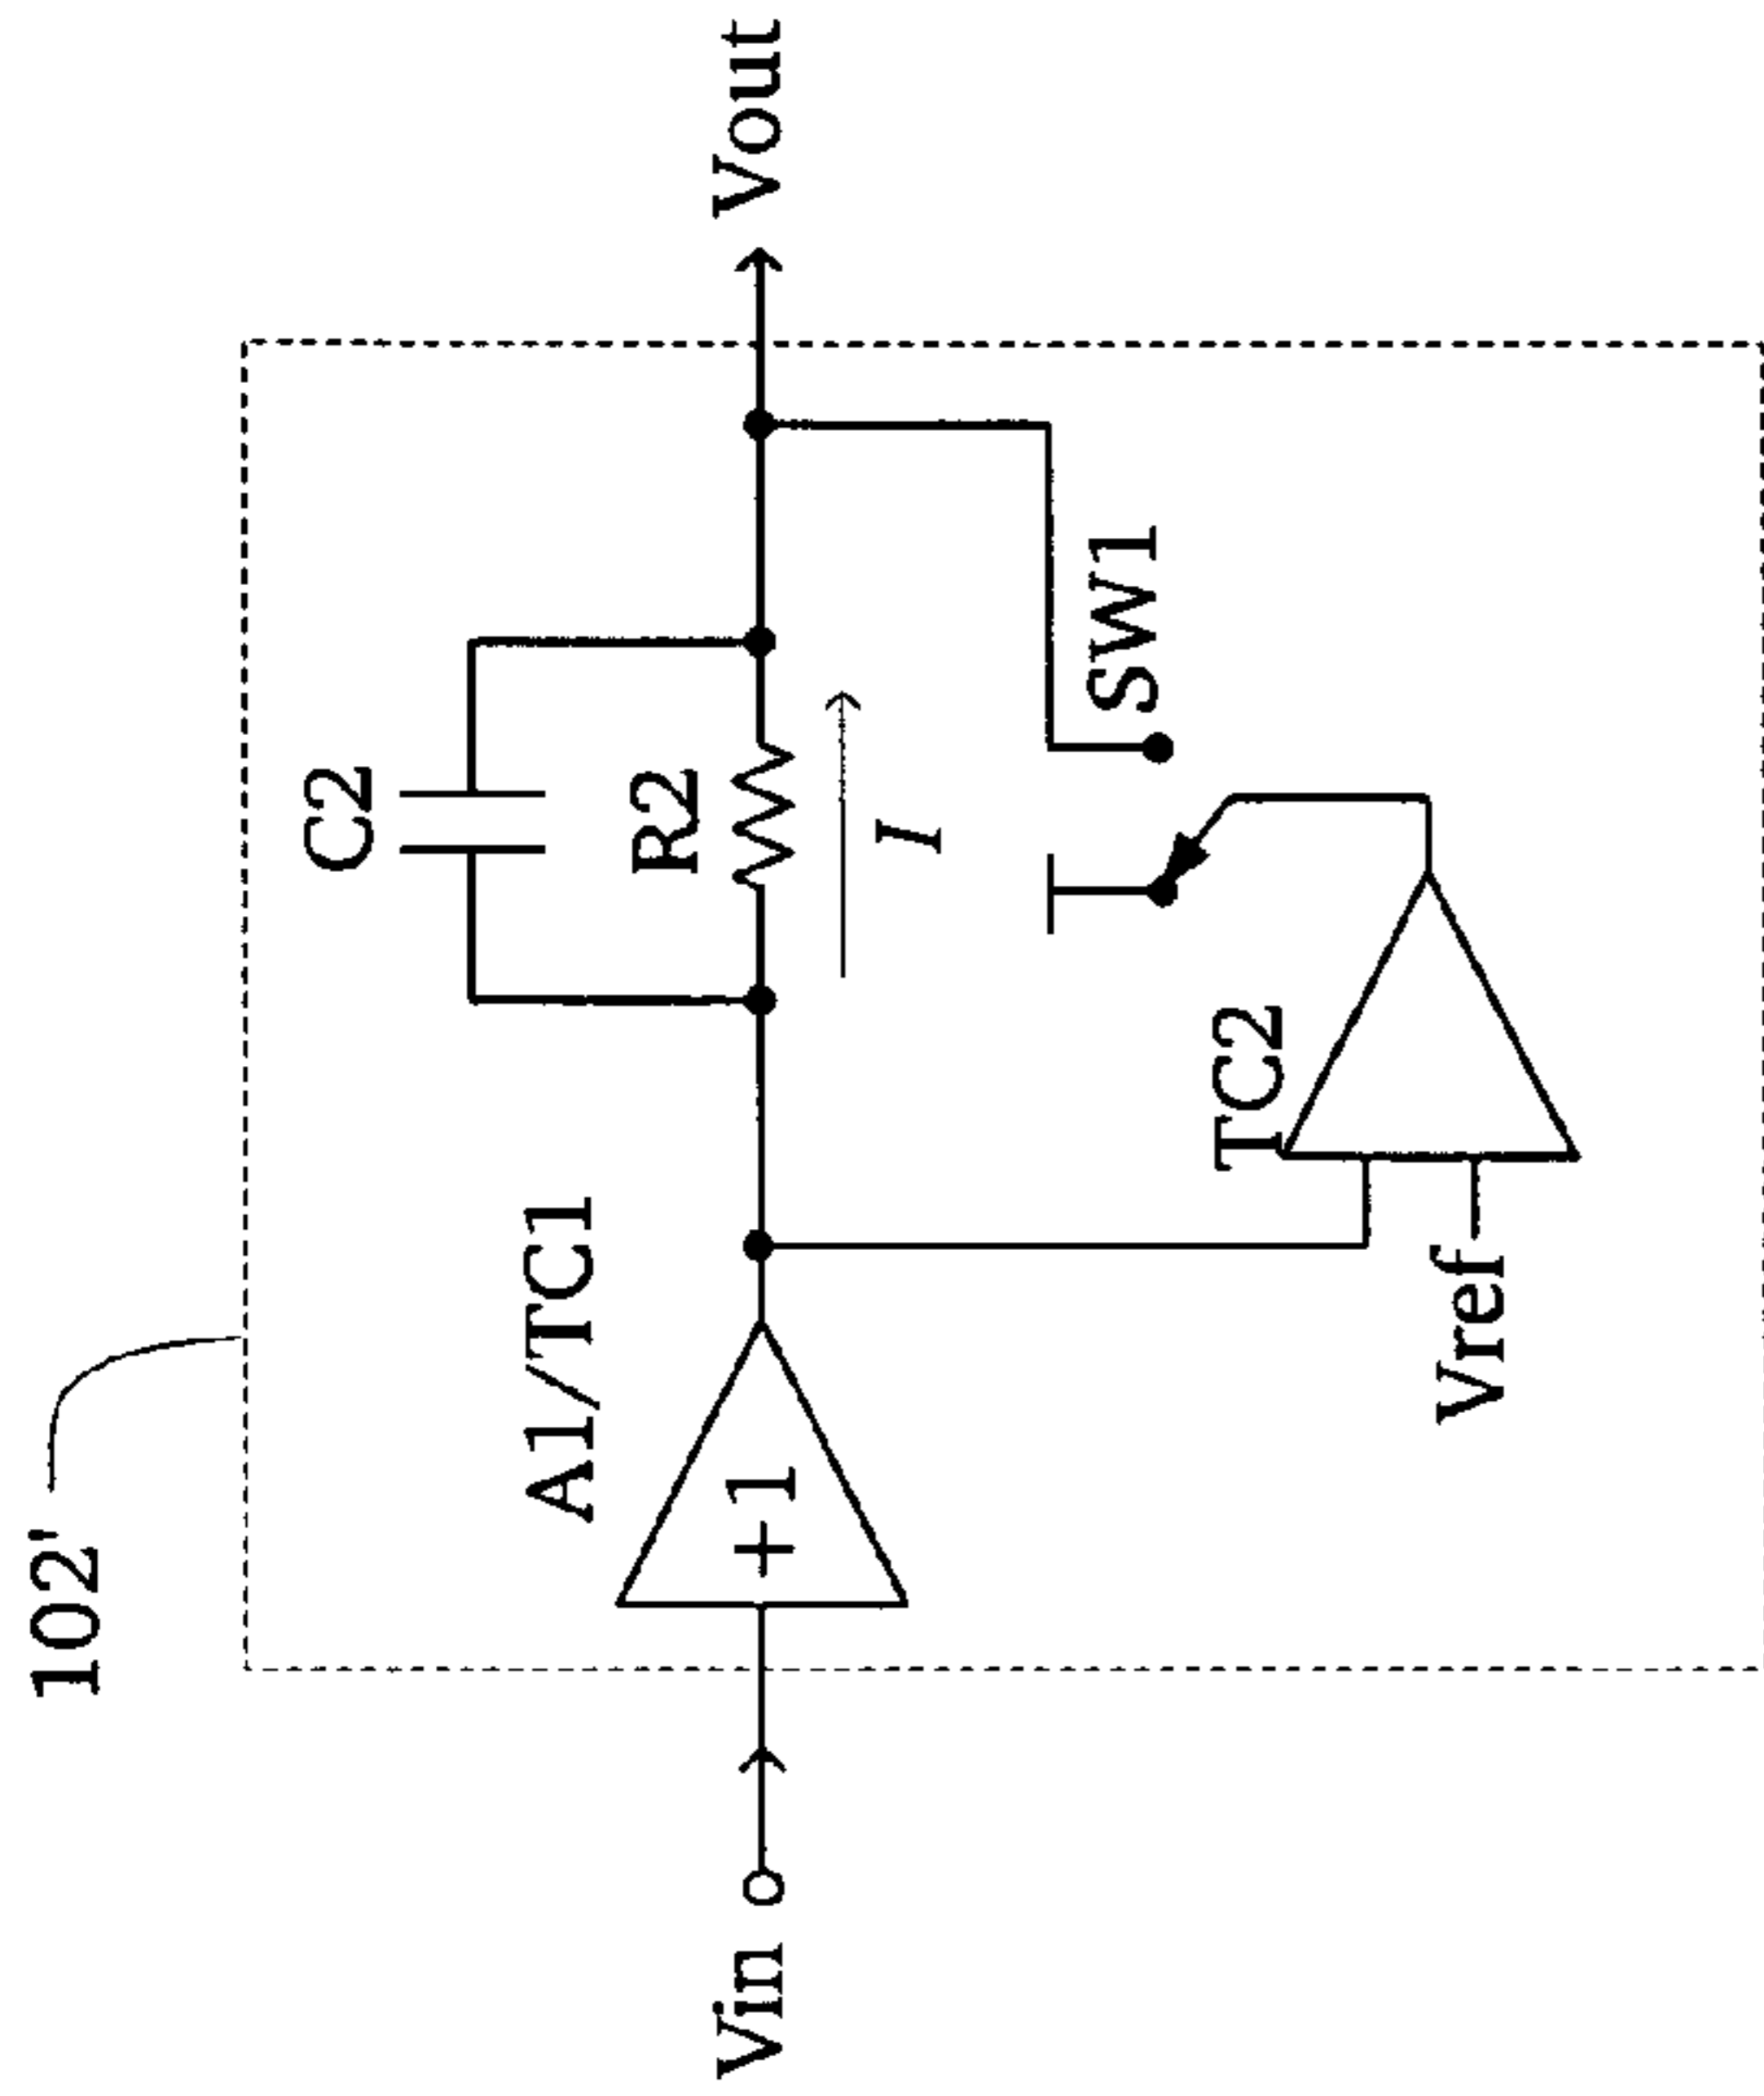 102'
C2
R2
I
A1/TC1
+1
Vin
Vout
SW1
TC2
Vref